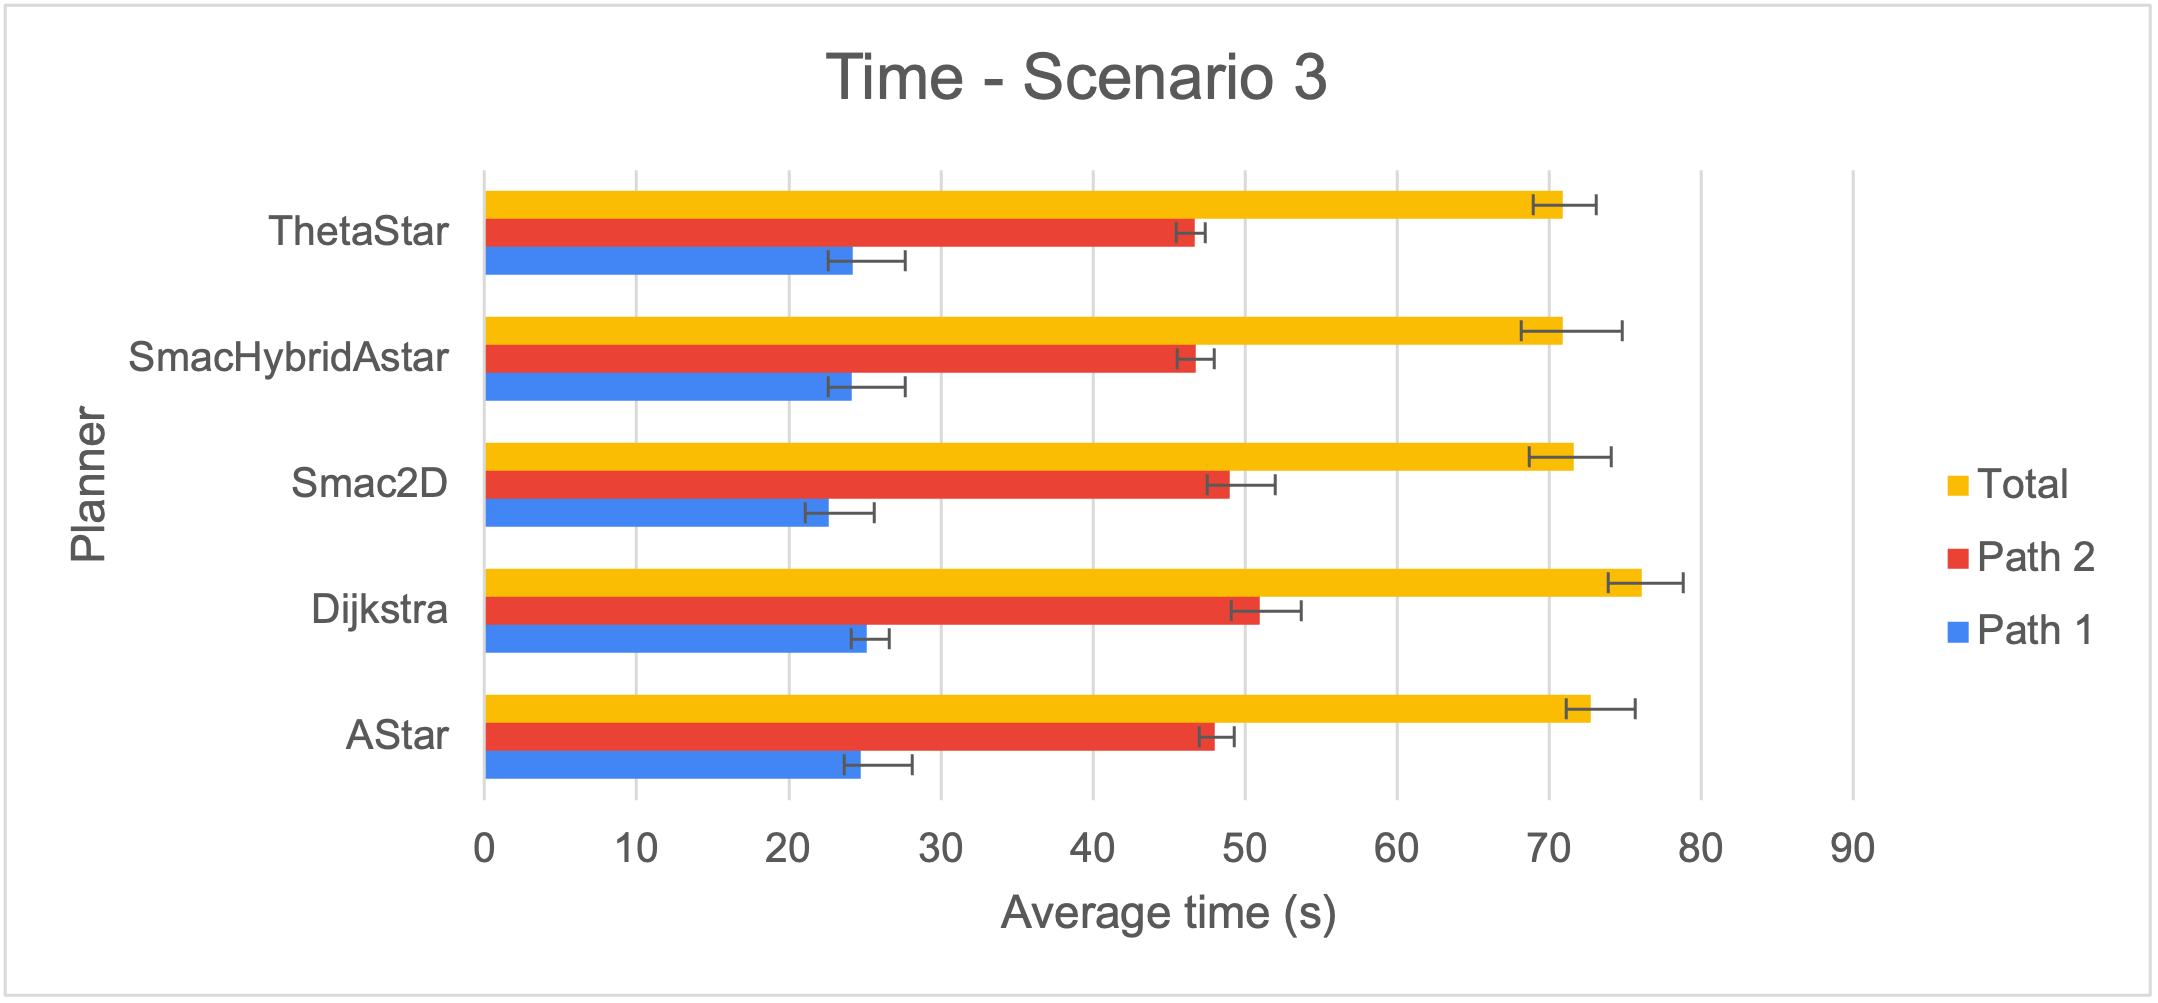 Time - Scenario 3
ThetaStar
SmacHybridAstar
Smac2D
Dijkstra
AStar
Planner
0 10 20 30 40 50 60 70 80 90
Average time (s)
Total
Path 2
Path 1